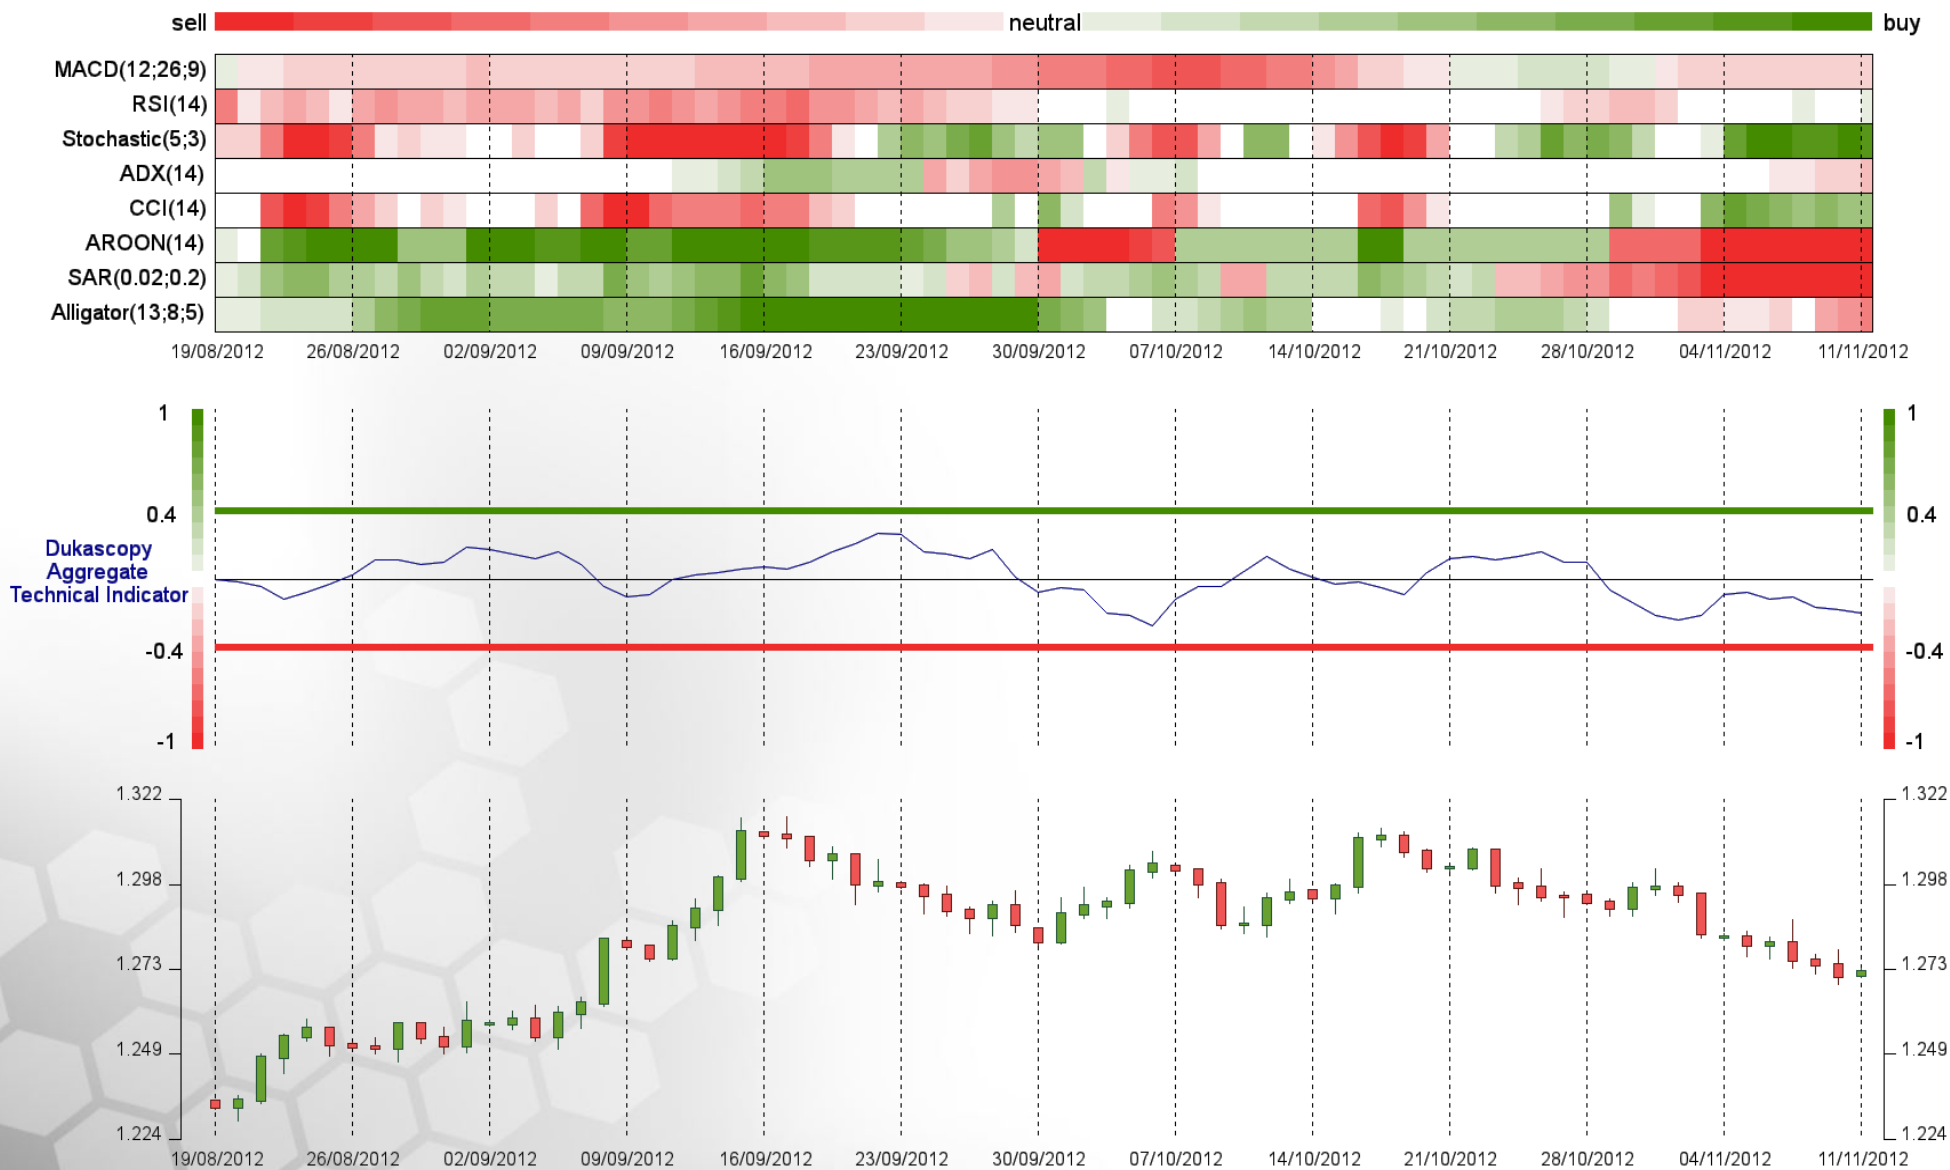 sell neutral buy
MACD(12;26;9)
RSI(14)
Stochastic(5;3)
ADX(14)
CCI(14)
AROON(14)
SAR(0.02;0.2)
Alligator(13;8;5)
19/08/2012 26/08/2012 02/09/2012 09/09/2012 16/09/2012 23/09/2012 30/09/2012 07/10/2012 14/10/2012 21/10/2012 28/10/2012 04/11/2012 11/11/2012
1 1
0.4 0.4
Dukascopy
Aggregate
Technical Indicator
-0.4 -0.4
-1 -1
1.322 1.322
1.298 1.298
1.273 1.273
1.249 1.249
1.224 1.224
19/08/2012 26/08/2012 02/09/2012 09/09/2012 16/09/2012 23/09/2012 30/09/2012 07/10/2012 14/10/2012 21/10/2012 28/10/2012 04/11/2012 11/11/2012